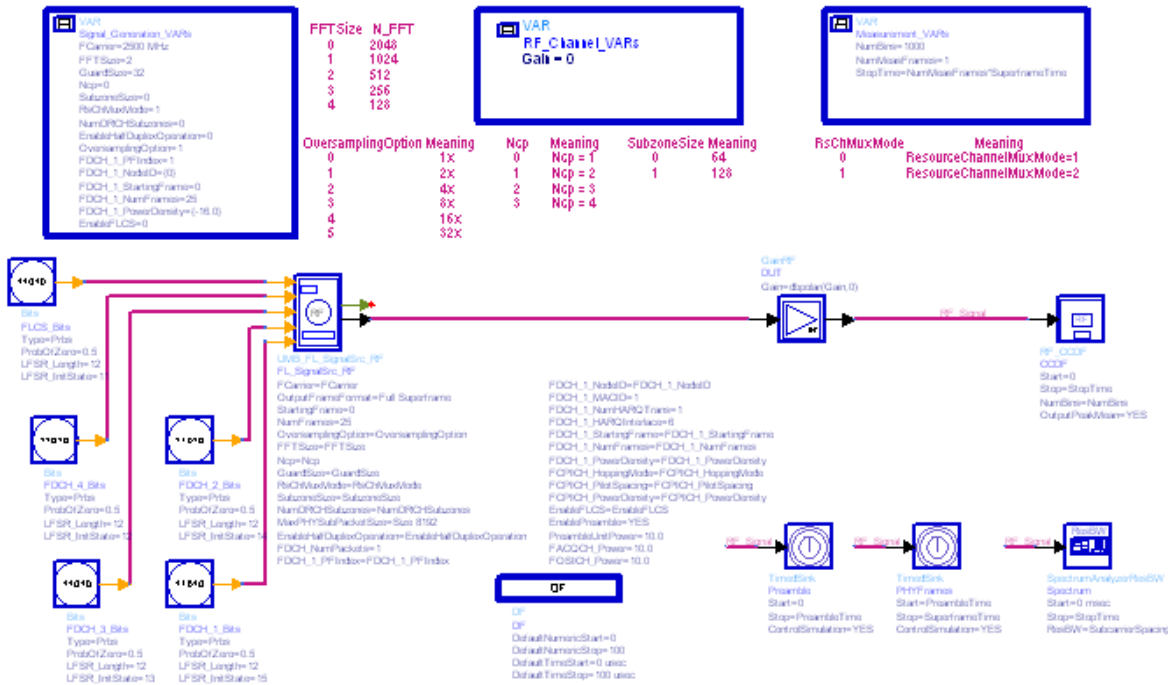 VAR
Signal_Generation_VARs
FCarrier=2500 MHz
FFTSize=2
GuardSize=32
Ncp=0
SubzoneSize=0
RsChMuxMode=1
NumDRCHSubzones=0
EnableHalfDuplexOperation=0
OversamplingOption=1
FDCH_1_PFIndex=1
FDCH_1_NodeID={0}
FDCH_1_StartingFrame=0
FDCH_1_NumFrames=25
FDCH_1_PowerDensity={-16.0}
EnableFLCS=0
FFTSize N_FFT
0 2048
1 1024
2 512
3 256
4 128
VAR
RF_Channel_VARs
Gain = 0
VAR
Measurement_VARs
NumBins=1000
NumMeasFrames=1
StopTime=NumMeasFrames*SuperframeTime
OversamplingOption Meaning
0 1x
1 2x
2 4x
3 8x
4 16x
5 32x
Ncp Meaning
0 Ncp = 1
1 Ncp = 2
2 Ncp = 3
3 Ncp = 4
SubzoneSize Meaning
0 64
1 128
RsChMuxMode Meaning
0 ResourceChannelMuxMode=1
1 ResourceChannelMuxMode=2
11010
Bits
FLCS_Bits
Type=Prbs
ProbOfZero=0.5
LFSR_Length=12
RF
UMB_FL_SignalSrc_RF
FL_SignalSrc_RF
FCarrier=FCarrier
OutputFrameFormat=Full Superframe
StartingFrame=0
NumFrames=25
OversamplingOption=OversamplingOption
FFTSize=FFTSize
Ncp=Ncp
GuardSize=GuardSize
RsChMuxMode=RsChMuxMode
SubzoneSize=SubzoneSize
NumDRCHSubzones=NumDRCHSubzones
MaxPHYSubPacketSize=Size 8192
EnableHalfDuplexOperation=EnableHalfDuplexOperation
FDCH_NumPackets=1
FDCH_1_PFIndex=FDCH_1_PFIndex
FDCH_1_NodeID=FDCH_1_NodeID
FDCH_1_MACID=1
FDCH_1_NumHARQTrans=1
FDCH_1_HARQInterlace=6
FDCH_1_StartingFrame=FDCH_1_StartingFrame
FDCH_1_NumFrames=FDCH_1_NumFrames
FDCH_1_PowerDensity=FDCH_1_PowerDensity
FCPICH_HoppingMode=FCPICH_HoppingMode
FCPICH_PilotSpacing=FCPICH_PilotSpacing
FCPICH_PowerDensity=FCPICH_PowerDensity
EnableFLCS=EnableFLCS
EnablePreamble=YES
PreambleUnitPower=10.0
FACQCH_Power=10.0
FOSICH_Power=10.0
GainRF
DUT
Gain=dbpolar(Gain,0)
RF_Signal
RF
RF_CCDF
CCDF
Start=0
Stop=StopTime
NumBins=NumBins
OutputPeakMean=YES
11010
Bits
FDCH_4_Bits
Type=Prbs
ProbOfZero=0.5
LFSR_Length=12
LFSR_InitState=12
11010
Bits
FDCH_2_Bits
Type=Prbs
ProbOfZero=0.5
LFSR_Length=12
LFSR_InitState=14
11010
Bits
FDCH_3_Bits
Type=Prbs
ProbOfZero=0.5
LFSR_Length=12
LFSR_InitState=13
11010
Bits
FDCH_1_Bits
Type=Prbs
ProbOfZero=0.5
LFSR_Length=12
LFSR_InitState=15
DF
DF
DF
DefaultNumericStart=0
DefaultNumericStop=100
DefaultTimeStart=0 usec
DefaultTimeStop=100 usec
RF_Signal
TimedSink
Preamble
Start=0
Stop=PreambleTime
ControlSimulation=YES
RF_Signal
TimedSink
PHYFrames
Start=PreambleTime
Stop=SuperframeTime
ControlSimulation=YES
RF_Signal
ResBW
SpectrumAnalyzerResBW
Spectrum
Start=0 msec
Stop=StopTime
ResBW=SubcarrierSpacing